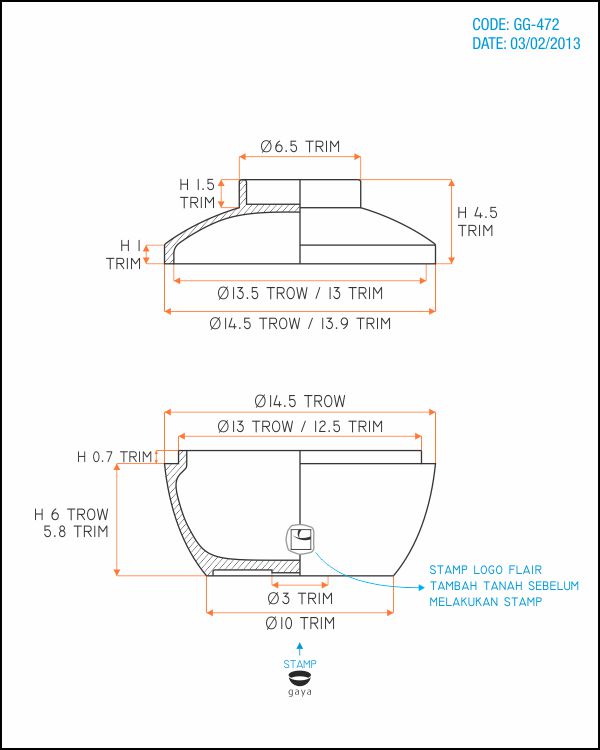 CODE: GG-472
DATE: 03/02/2013
Ø6.5 TRIM
H 1.5
TRIM
H 4.5
TRIM
H 1
TRIM
Ø13.5 TROW / 13 TRIM
Ø14.5 TROW / 13.9 TRIM
Ø14.5 TROW
Ø13 TROW / 12.5 TRIM
H 0.7 TRIM
H 6 TROW
5.8 TRIM
STAMP LOGO FLAIR
TAMBAH TANAH SEBELUM
MELAKUKAN STAMP
Ø3 TRIM
Ø10 TRIM
STAMP
gaya